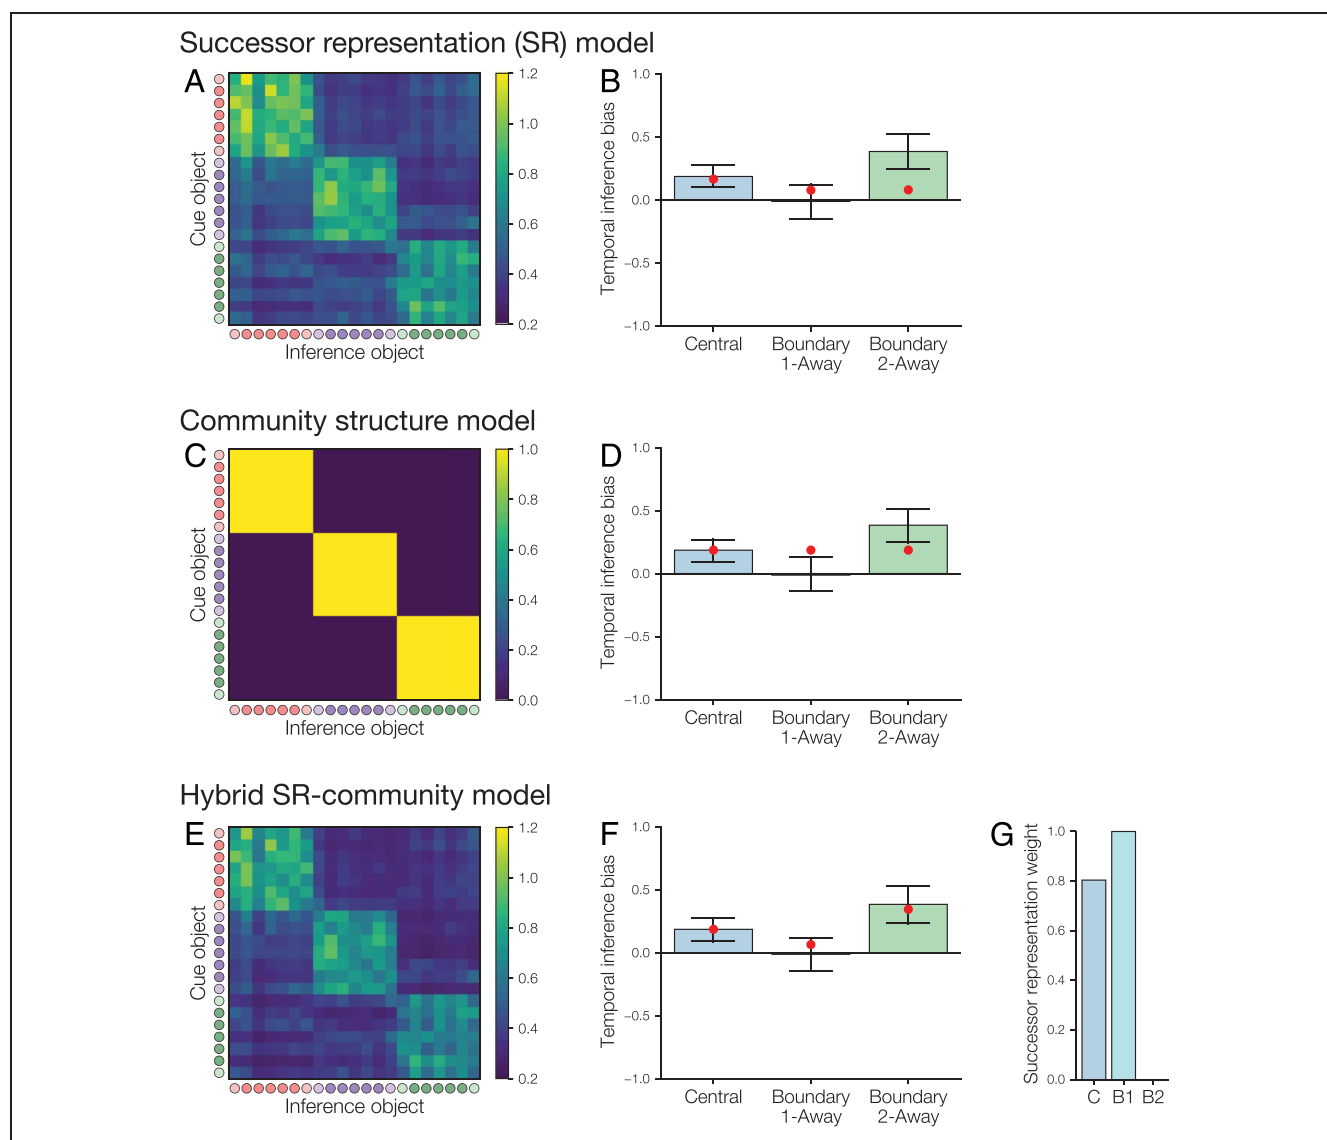 Successor representation (SR) model
A
Cue object
Inference object
1.2
1.0
0.8
0.6
0.4
0.2
B
Temporal inference bias
1.0
0.5
0.0
−0.5
−1.0
Central
Boundary
1-Away
Boundary
2-Away
Community structure model
C
Cue object
Inference object
1.0
0.8
0.6
0.4
0.2
0.0
D
Temporal inference bias
1.0
0.5
0.0
−0.5
−1.0
Central
Boundary
1-Away
Boundary
2-Away
Hybrid SR-community model
E
Cue object
Inference object
1.2
1.0
0.8
0.6
0.4
0.2
F
Temporal inference bias
1.0
0.5
0.0
−0.5
−1.0
Central
Boundary
1-Away
Boundary
2-Away
G
Successor representation weight
1.0
0.8
0.6
0.4
0.2
0.0
C B1 B2